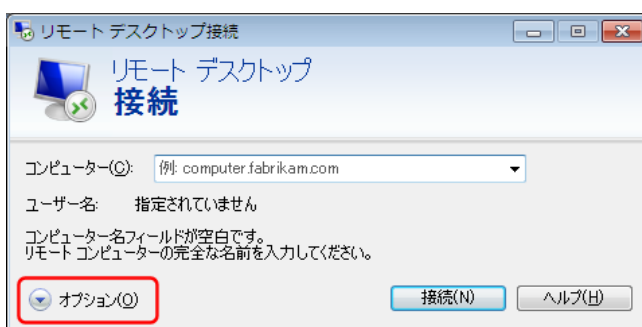 リモート デスクトップ接続
リモート デスクトップ
接続
コンピューター(C): 例: computer.fabrikam.com
ユーザー名: 指定されていません
コンピューター名フィールドが空白です。
リモート コンピューターの完全な名前を入力してください。
オプション(O) 接続(N) ヘルプ(H)